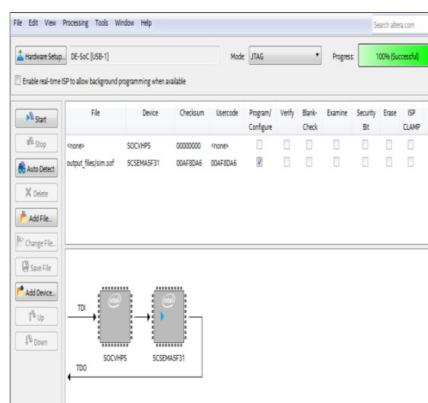 File Edit View Processing Tools Window Help
Search altera.com
Hardware Setup... DE-SoC [USB-1] Mode: JTAG Progress: 100% (Successful)
Enable real-time ISP to allow background programming when available
Start
Stop
Auto Detect
Delete
Add File...
Change File...
Save File
Add Device...
Up
Down
File Device Checksum Usercode Program/ Configure Verify Blank- Check Examine Security Bit Erase ISP CLAMP
<none> SOCVHPS 00000000 <none>
output_files/sim.sof 5CSEMA5F31 00AF8DA6 00AF8DA6
TDI
intel
intel
SOCVHPS
5CSEMA5F31
TDO